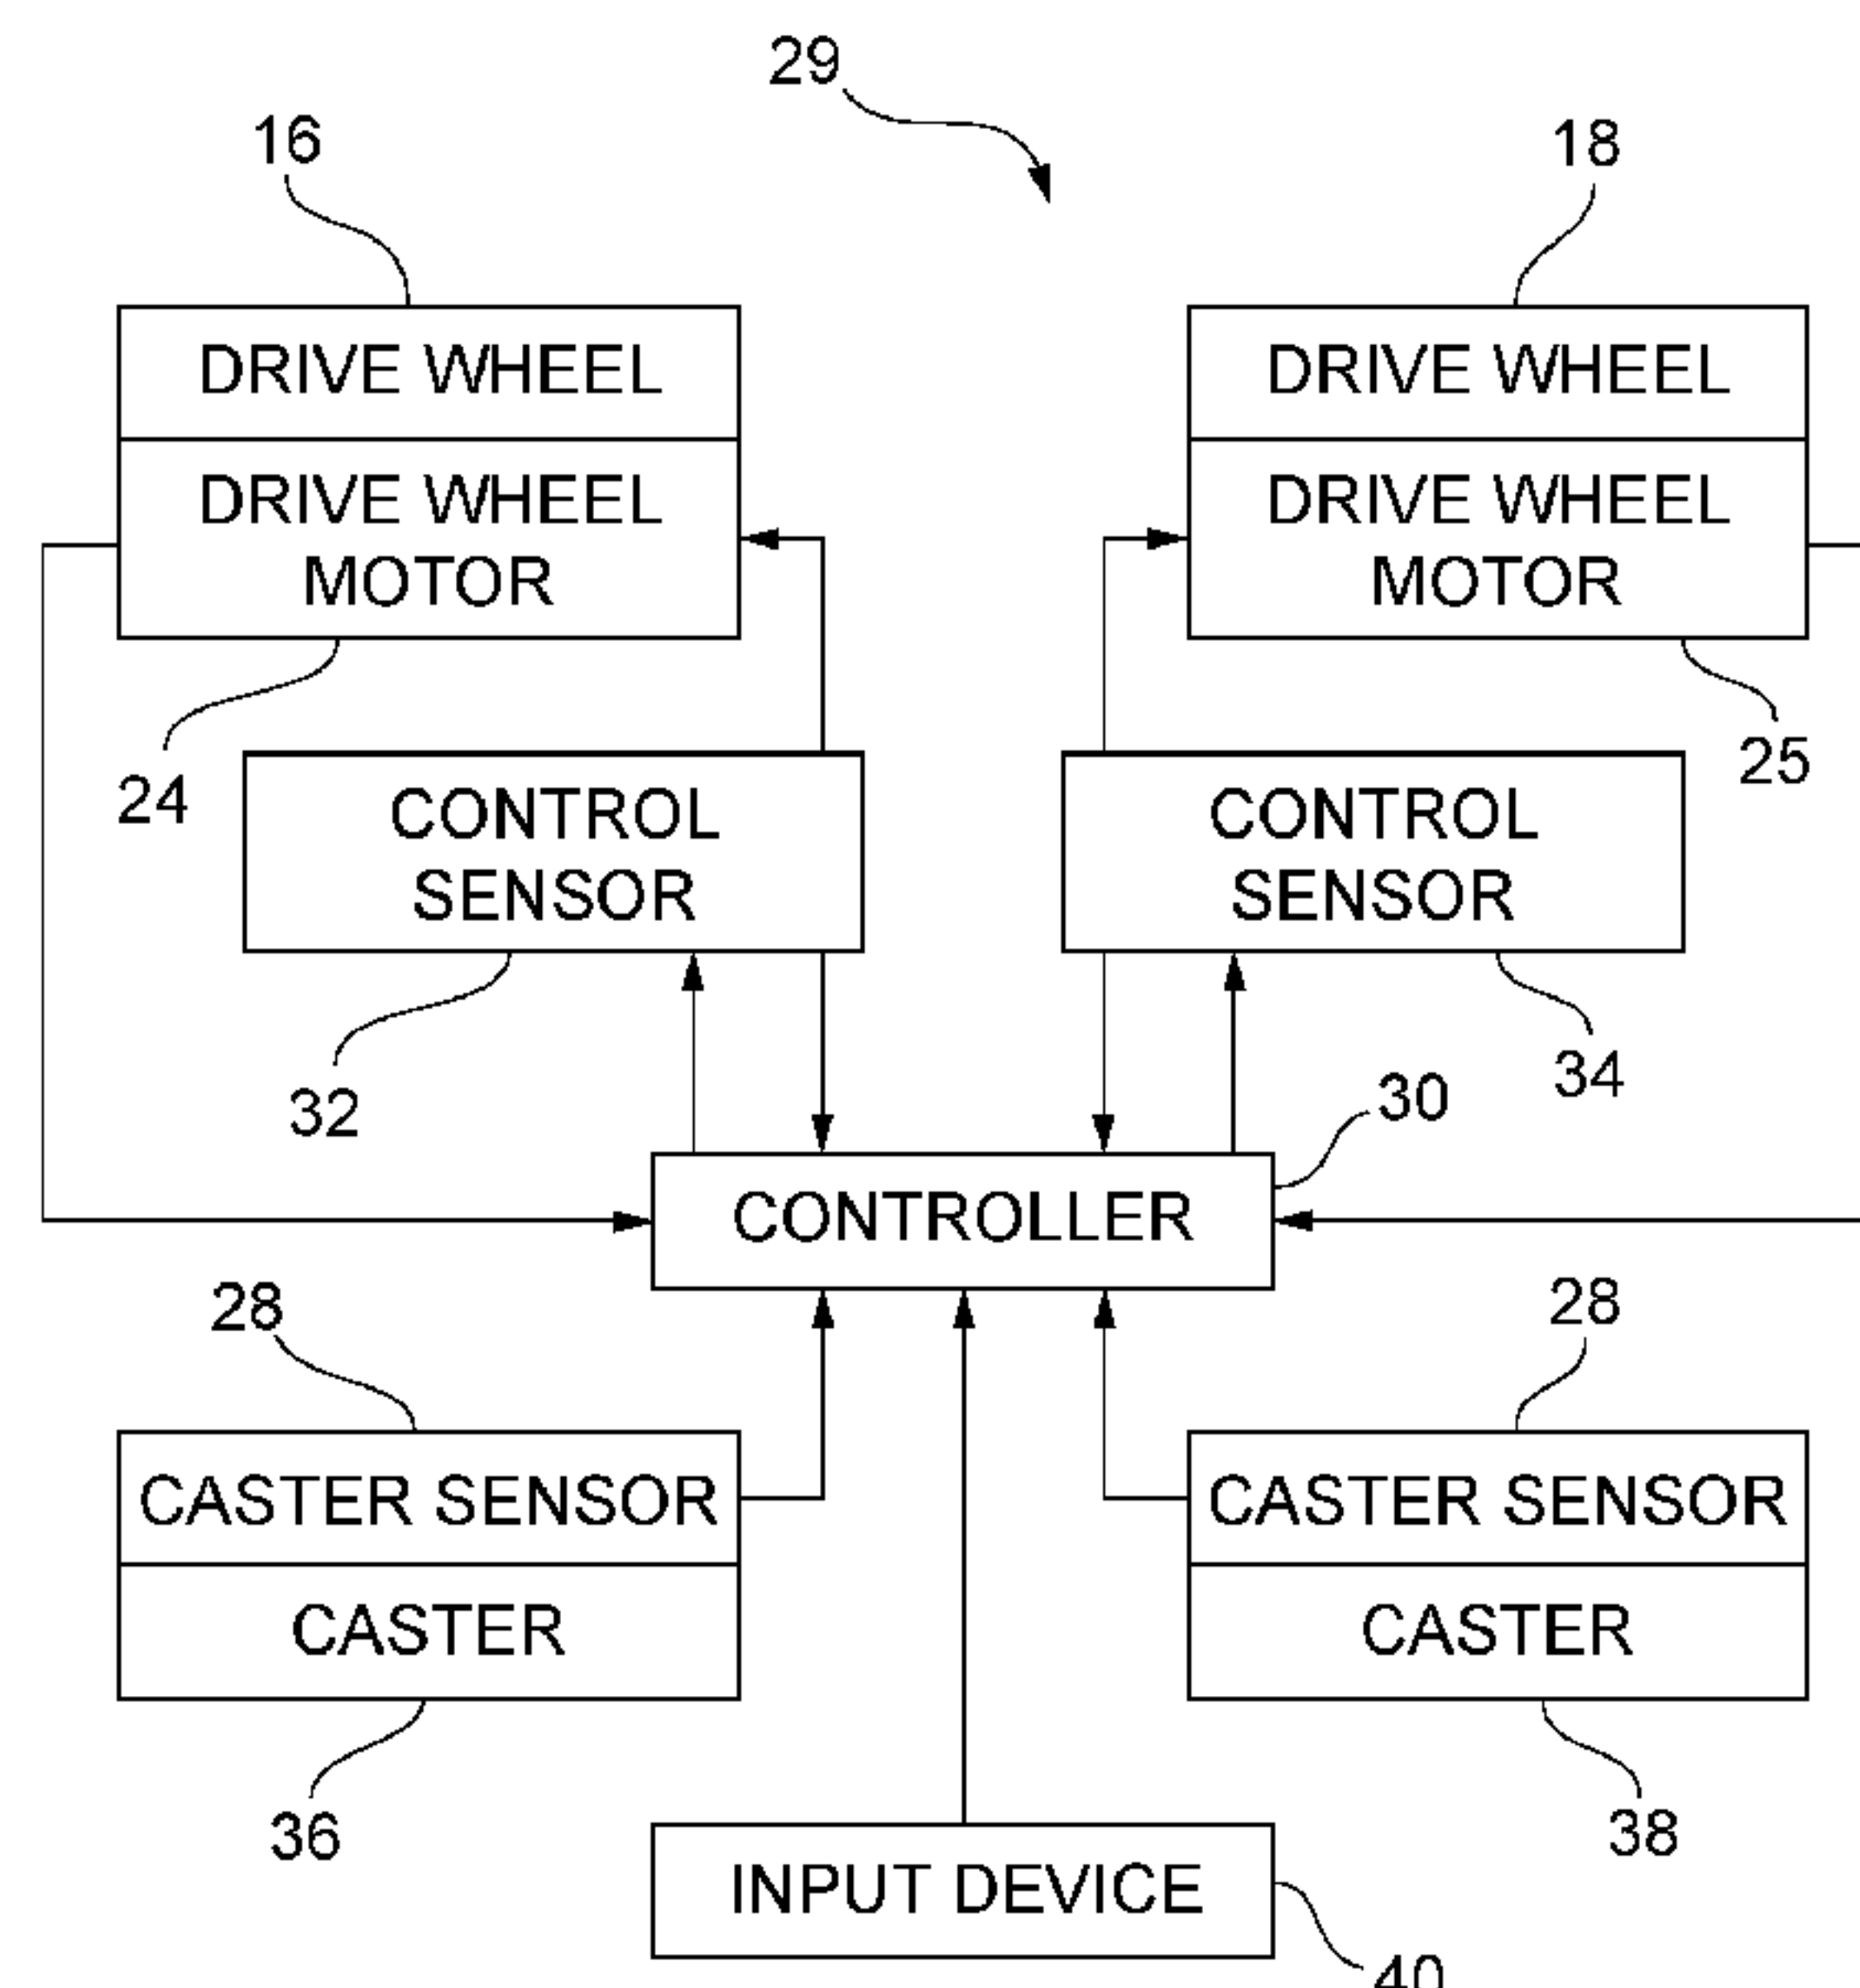 29
16
18
DRIVE WHEEL
DRIVE WHEEL
DRIVE WHEEL
MOTOR
DRIVE WHEEL
MOTOR
24
25
CONTROL
SENSOR
CONTROL
SENSOR
32
34
30
CONTROLLER
28
28
CASTER SENSOR
CASTER SENSOR
CASTER
CASTER
36
38
INPUT DEVICE
40